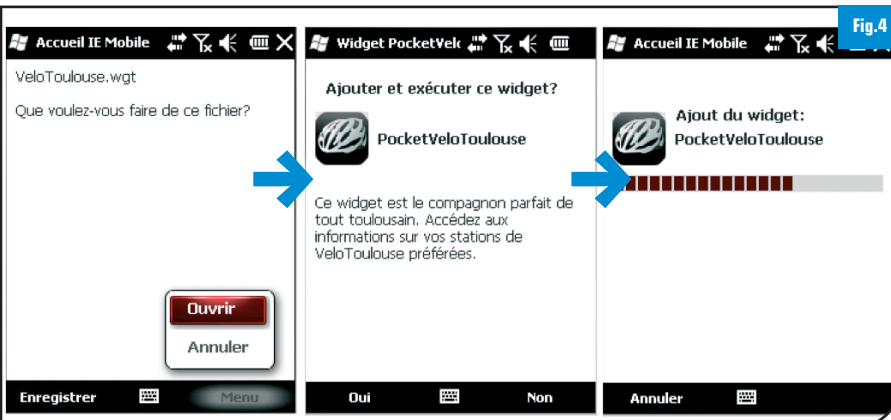 Fig.4
Accueil IE Mobile
VeloToulouse.wgt
Que voulez-vous faire de ce fichier?
Ouvrir
Annuler
Enregistrer
Menu
Widget PocketVelc
Ajouter et exécuter ce widget?
PocketVeloToulouse
Ce widget est le compagnon parfait de
tout toulousain. Accédez aux
informations sur vos stations de
VeloToulouse préférées.
Oui
Non
Accueil IE Mobile
Ajout du widget:
PocketVeloToulouse
Annuler